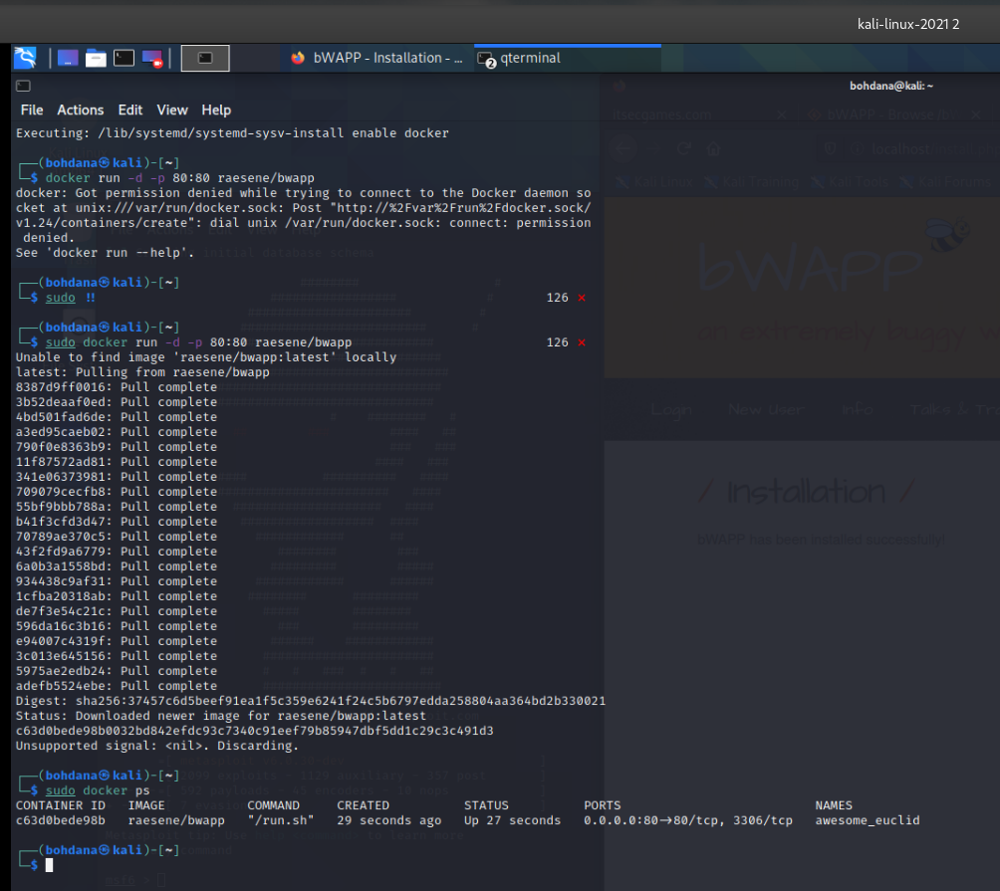 kali-linux-2021 2
bWAPP - Installation - ...
2 qterminal
bohdana@kali: ~
File Actions Edit View Help
Executing: /lib/systemd/systemd-sysv-install enable docker
┌──(bohdana㉿kali)-[~]
└─$ docker run -d -p 80:80 raesene/bwapp
docker: Got permission denied while trying to connect to the Docker daemon so
cket at unix:///var/run/docker.sock: Post "http://%2Fvar%2Frun%2Fdocker.sock/
v1.24/containers/create": dial unix /var/run/docker.sock: connect: permission
denied.
See 'docker run --help'.
┌──(bohdana㉿kali)-[~]
└─$ sudo !! 126 ⨯
┌──(bohdana㉿kali)-[~]
└─$ sudo docker run -d -p 80:80 raesene/bwapp 126 ⨯
Unable to find image 'raesene/bwapp:latest' locally
latest: Pulling from raesene/bwapp
8387d9ff0016: Pull complete
3b52deaaf0ed: Pull complete
4bd501fad6de: Pull complete
a3ed95caeb02: Pull complete
790f0e8363b9: Pull complete
11f87572ad81: Pull complete
341e06373981: Pull complete
709079cecfb8: Pull complete
55bf9bbb788a: Pull complete
b41f3cfd3d47: Pull complete
70789ae370c5: Pull complete
43f2fd9a6779: Pull complete
6a0b3a1558bd: Pull complete
934438c9af31: Pull complete
1cfba20318ab: Pull complete
de7f3e54c21c: Pull complete
596da16c3b16: Pull complete
e94007c4319f: Pull complete
3c013e645156: Pull complete
5975ae2edb24: Pull complete
adefb5524ebe: Pull complete
Digest: sha256:37457c6d5beef91ea1f5c359e6241f24c5b6797edda258804aa364bd2b330021
Status: Downloaded newer image for raesene/bwapp:latest
c63d0bede98b0032bd842efdc93c7340c91eef79b85947dbf5dd1c29c3c491d3
Unsupported signal: <nil>. Discarding.
┌──(bohdana㉿kali)-[~]
└─$ sudo docker ps
CONTAINER ID IMAGE COMMAND CREATED STATUS PORTS NAMES
c63d0bede98b raesene/bwapp "/run.sh" 29 seconds ago Up 27 seconds 0.0.0.0:80→80/tcp, 3306/tcp awesome_euclid
┌──(bohdana㉿kali)-[~]
└─$
itsecgames.com
localhost
Kali Linux Kali Training Kali Tools Kali Forums
bWAPP
an extremely buggy w
Login New User Info Talks & Tra
/ Installation /
bWAPP has been installed successfully!